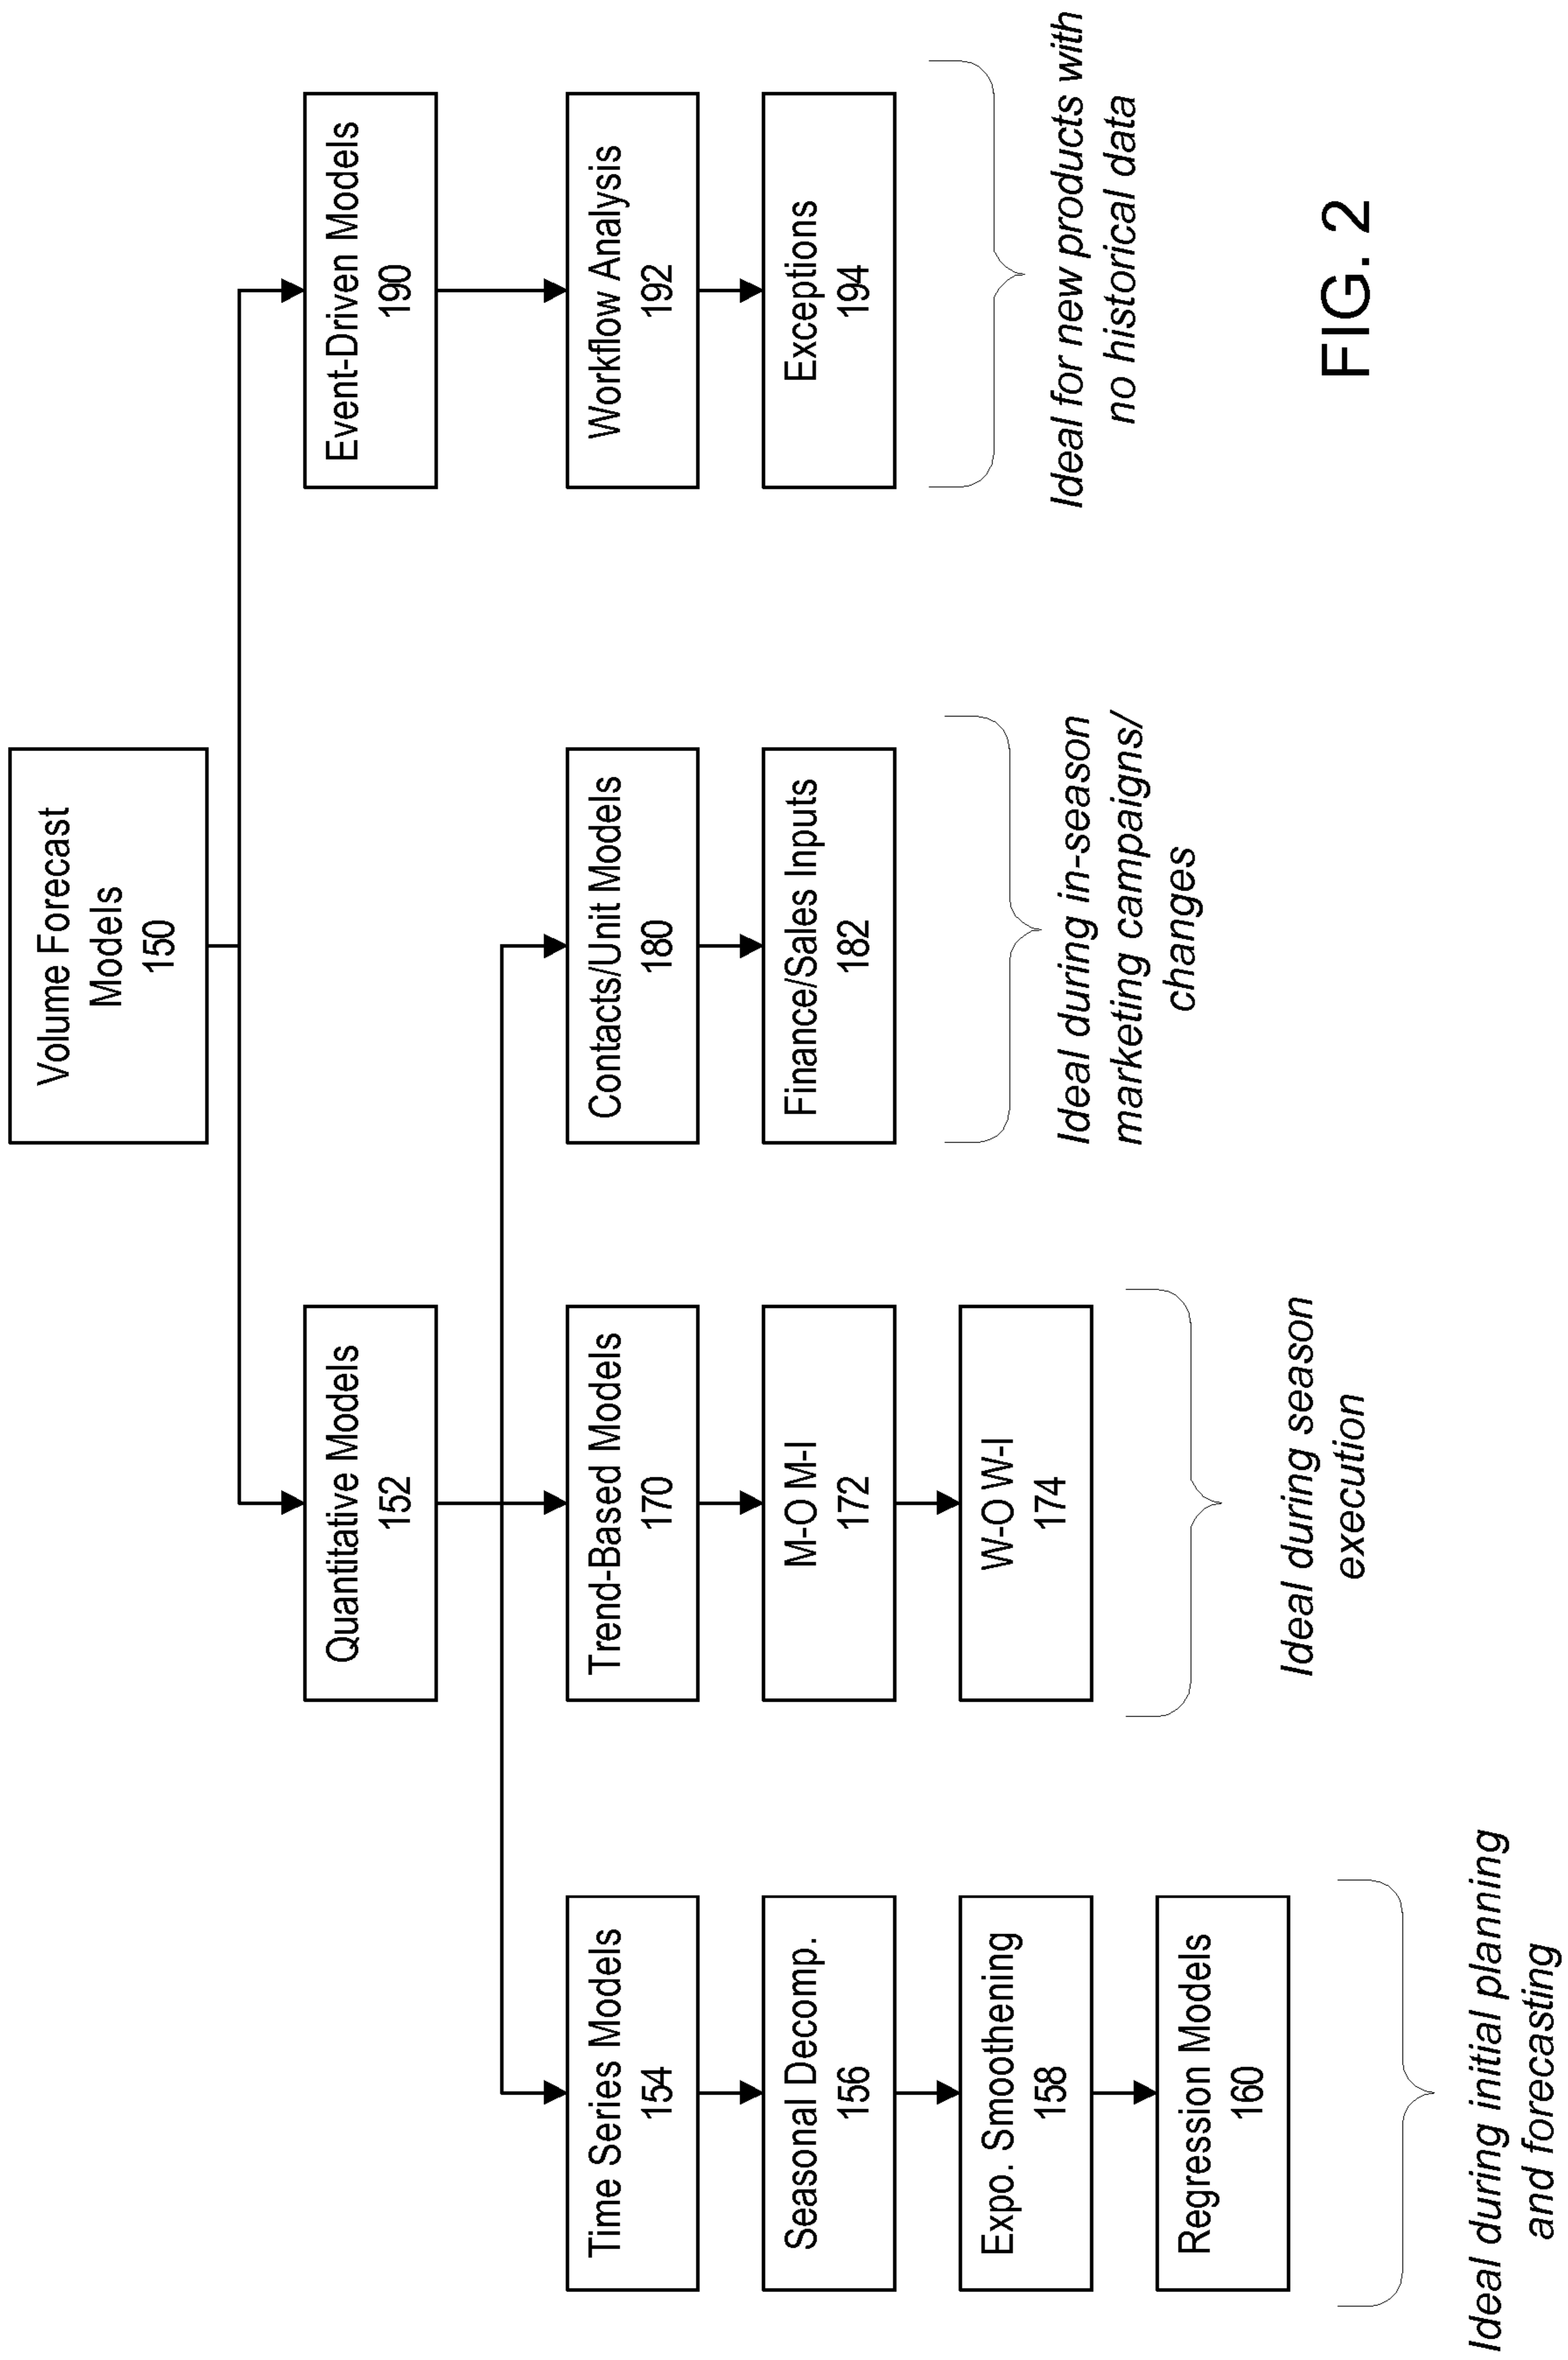 Volume Forecast
Models
150
Quantitative Models
152
Event-Driven Models
190
Time Series Models
154
Trend-Based Models
170
Contacts/Unit Models
180
Workflow Analysis
192
Seasonal Decomp.
156
M-O M-I
172
Finance/Sales Inputs
182
Exceptions
194
Expo. Smoothening
158
W-O W-I
174
Regression Models
160
Ideal during initial planning
and forecasting
Ideal during season
execution
Ideal during in-season
marketing campaigns/
changes
Ideal for new products with
no historical data
FIG. 2